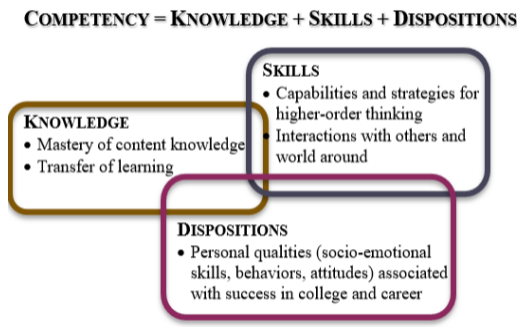 COMPETENCY = KNOWLEDGE + SKILLS + DISPOSITIONS
SKILLS
• Capabilities and strategies for
higher-order thinking
• Interactions with others and
world around
KNOWLEDGE
• Mastery of content knowledge
• Transfer of learning
DISPOSITIONS
• Personal qualities (socio-emotional
skills, behaviors, attitudes) associated
with success in college and career